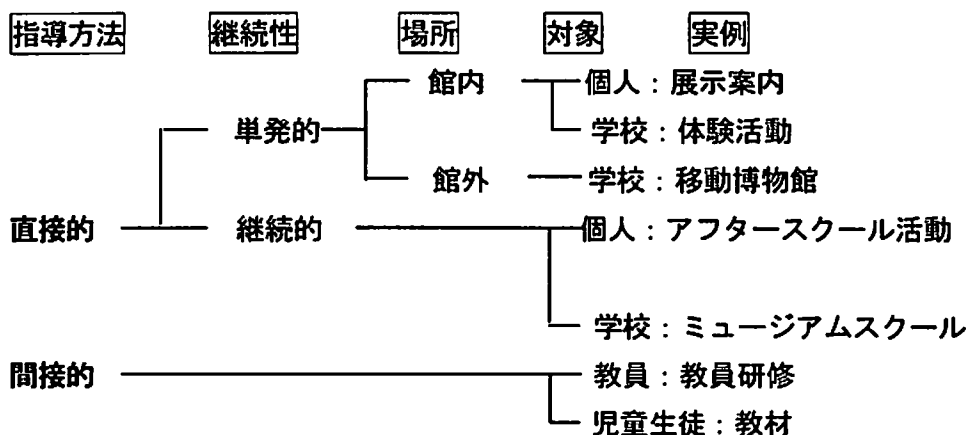 指導方法 継続性 場所 対象 実例
館内 個人：展示案内
単発的 学校：体験活動
館外 学校：移動博物館
直接的 継続的 個人：アフタースクール活動
学校：ミュージアムスクール
間接的 教員：教員研修
児童生徒：教材